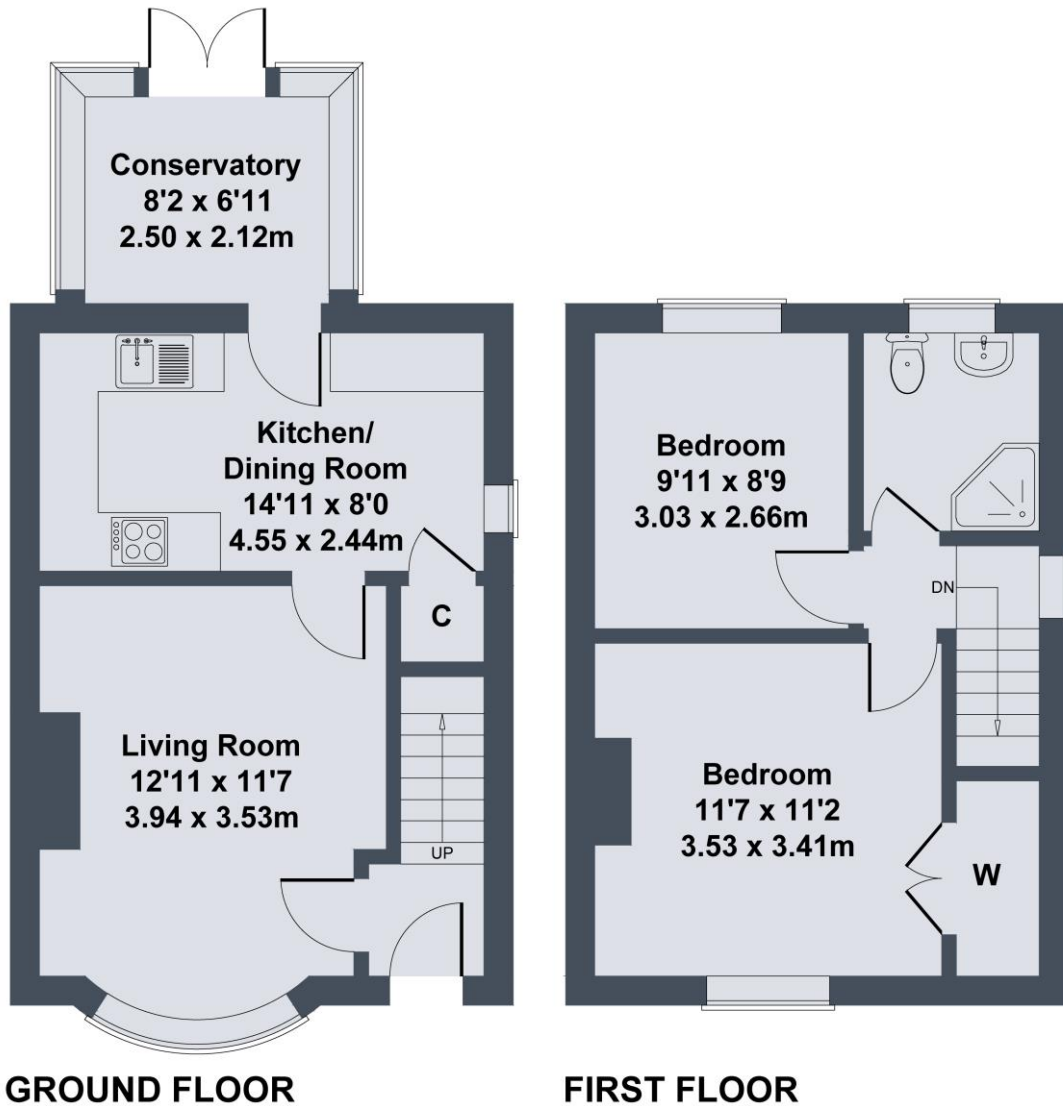 Conservatory
8'2 x 6'11
2.50 x 2.12m
Kitchen/
Dining Room
14'11 x 8'0
4.55 x 2.44m
C
Living Room
12'11 x 11'7
3.94 x 3.53m
UP
GROUND FLOOR
Bedroom
9'11 x 8'9
3.03 x 2.66m
DN
Bedroom
11'7 x 11'2
3.53 x 3.41m
W
FIRST FLOOR